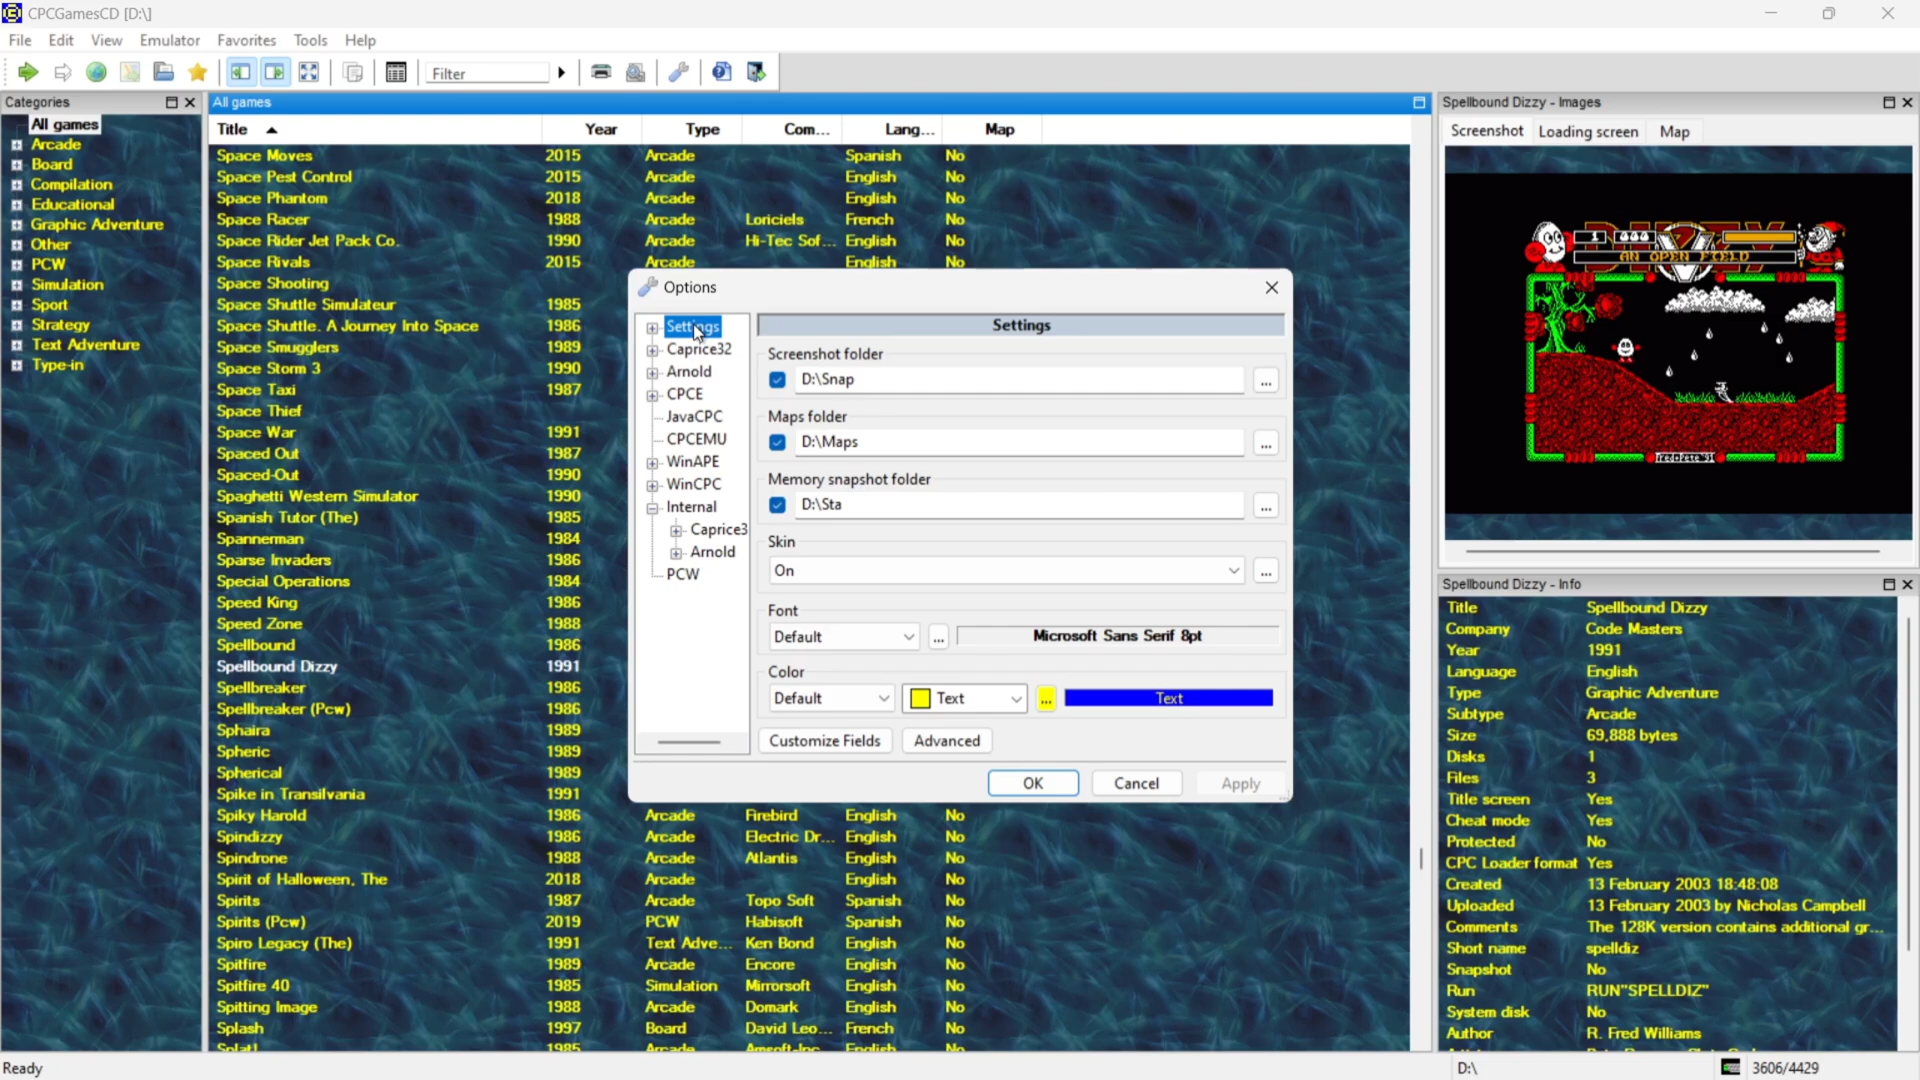 CPCGamesCD [D:\]
File Edit View Emulator Favorites Tools Help
Filter
Categories
All games
Arcade
Board
Compilation
Educational
Graphic Adventure
Other
PCW
Simulation
Sport
Strategy
Text Adventure
Type-in
All games
Title Year Type Com... Lang... Map
Space Moves 2015 Arcade Spanish No
Space Pest Control 2015 Arcade English No
Space Phantom 2018 Arcade English No
Space Racer 1988 Arcade Loriciels French No
Space Rider Jet Pack Co. 1990 Arcade Hi-Tec Sof... English No
Space Rivals 2015 Arcade English No
Space Shooting
Space Shuttle Simulateur 1985
Space Shuttle. A Journey Into Space 1986
Space Smugglers 1989
Space Storm 3 1990
Space Taxi 1987
Space Thief
Space War 1991
Spaced Out 1987
Spaced-Out 1990
Spaghetti Western Simulator 1990
Spanish Tutor (The) 1985
Spannerman 1984
Sparse Invaders 1986
Special Operations 1984
Speed King 1986
Speed Zone 1988
Spellbound 1986
Spellbound Dizzy 1991
Spellbreaker 1986
Spellbreaker (Pcw) 1986
Sphaira 1989
Spheric 1989
Spherical 1989
Spike in Transilvania 1991
Spiky Harold 1986 Arcade Firebird English No
Spindizzy 1986 Arcade Electric Dr... English No
Spindrone 1988 Arcade Atlantis English No
Spirit of Halloween, The 2018 Arcade English No
Spirits 1987 Arcade Topo Soft Spanish No
Spirits (Pcw) 2019 PCW Habisoft Spanish No
Spiro Legacy (The) 1991 Text Adve... Ken Bond English No
Spitfire 1989 Arcade Encore English No
Spitfire 40 1985 Simulation Mirrorsoft English No
Spitting Image 1988 Arcade Domark English No
Splash 1997 Board David Leo... French No
Splat! 1985 Arcade Amsoft-Inc... English No
Options
Settings
Caprice32
Arnold
CPCE
JavaCPC
CPCEMU
WinAPE
WinCPC
Internal
Caprice3
Arnold
PCW
Settings
Screenshot folder
D:\Snap ...
Maps folder
D:\Maps ...
Memory snapshot folder
D:\Sta ...
Skin
On ...
Font
Default ... Microsoft Sans Serif 8pt
Color
Default Text ... Text
Customize Fields Advanced
OK Cancel Apply
Spellbound Dizzy - Images
Screenshot Loading screen Map
DIZZY
1 000
AN OPEN FIELD
Fred+Pete'91
Spellbound Dizzy - Info
Title Spellbound Dizzy
Company Code Masters
Year 1991
Language English
Type Graphic Adventure
Subtype Arcade
Size 69,888 bytes
Disks 1
Files 3
Title screen Yes
Cheat mode Yes
Protected No
CPC Loader format Yes
Created 13 February 2003 18:48:08
Uploaded 13 February 2003 by Nicholas Campbell
Comments The 128K version contains additional gr...
Short name spelldiz
Snapshot No
Run RUN"SPELLDIZ"
System disk No
Author R. Fred Williams
Ready D:\ 3606/4429